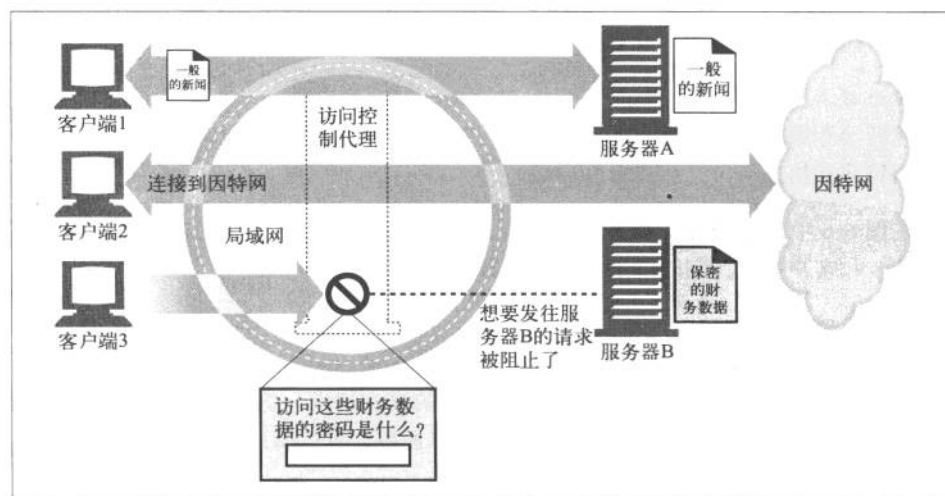 一般
的新闻
客户端1
访问控
制代理
一般
的新闻
服务器A
连接到因特网
因特网
客户端2
局域网
客户端3
想要发往服
务器B的请求
被阻止了
保密
的财
务数据
服务器B
访问这些财务数
据的密码是什么?